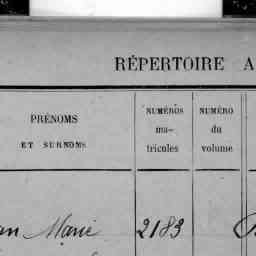 RÉPERTOIRE A
PRÉNOMS
ET SURNOMS
NUMÉROS
ma-
tricules
NUMÉRO
du
volume
Marie 2183